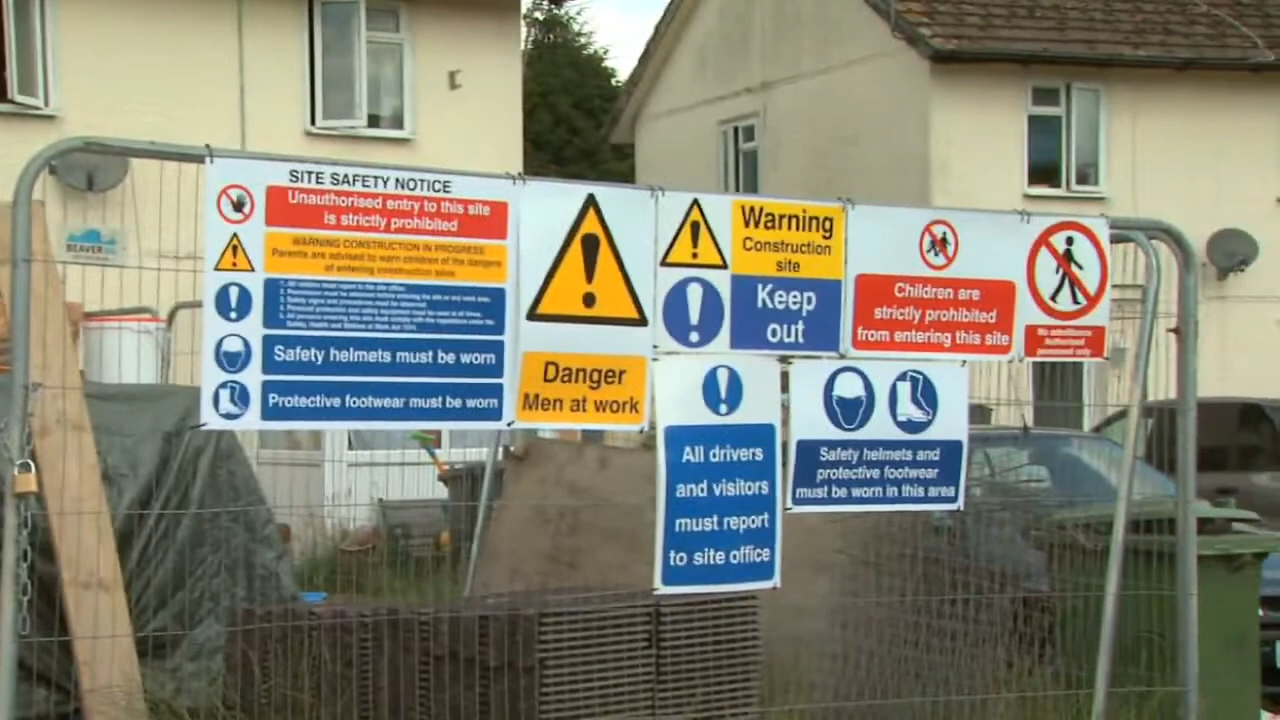 SITE SAFETY NOTICE
Unauthorised entry to this site
is strictly prohibited
WARNING CONSTRUCTION IN PROGRESS
Parents are advised to warn children of the dangers
of entering construction sites
Safety helmets must be worn
Protective footwear must be worn
Danger
Men at work
Warning
Construction
site
Keep
out
Children are
strictly prohibited
from entering this site
No admittance
Authorised
personnel only
All drivers
and visitors
must report
to site office
Safety helmets and
protective footwear
must be worn in this area
BEAVER